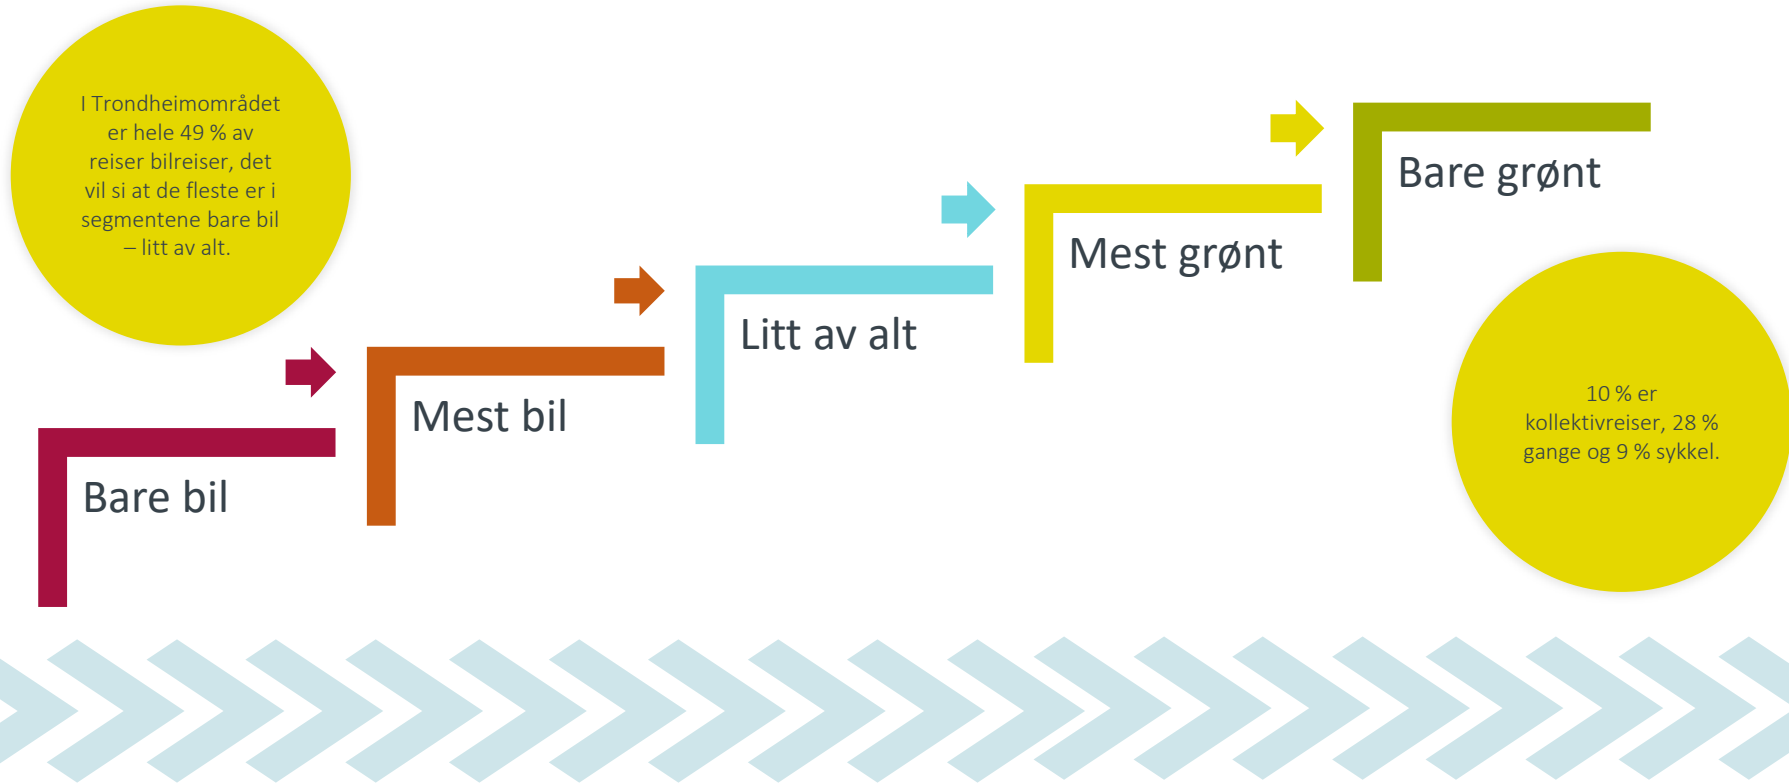 I Trondheimområdet
er hele 49 % av
reiser bilreiser, det
vil si at de fleste er i
segmentene bare bil
– litt av alt.
Bare bil
Mest bil
Litt av alt
Mest grønt
Bare grønt
10 % er
kollektivreiser, 28 %
gange og 9 % sykkel.